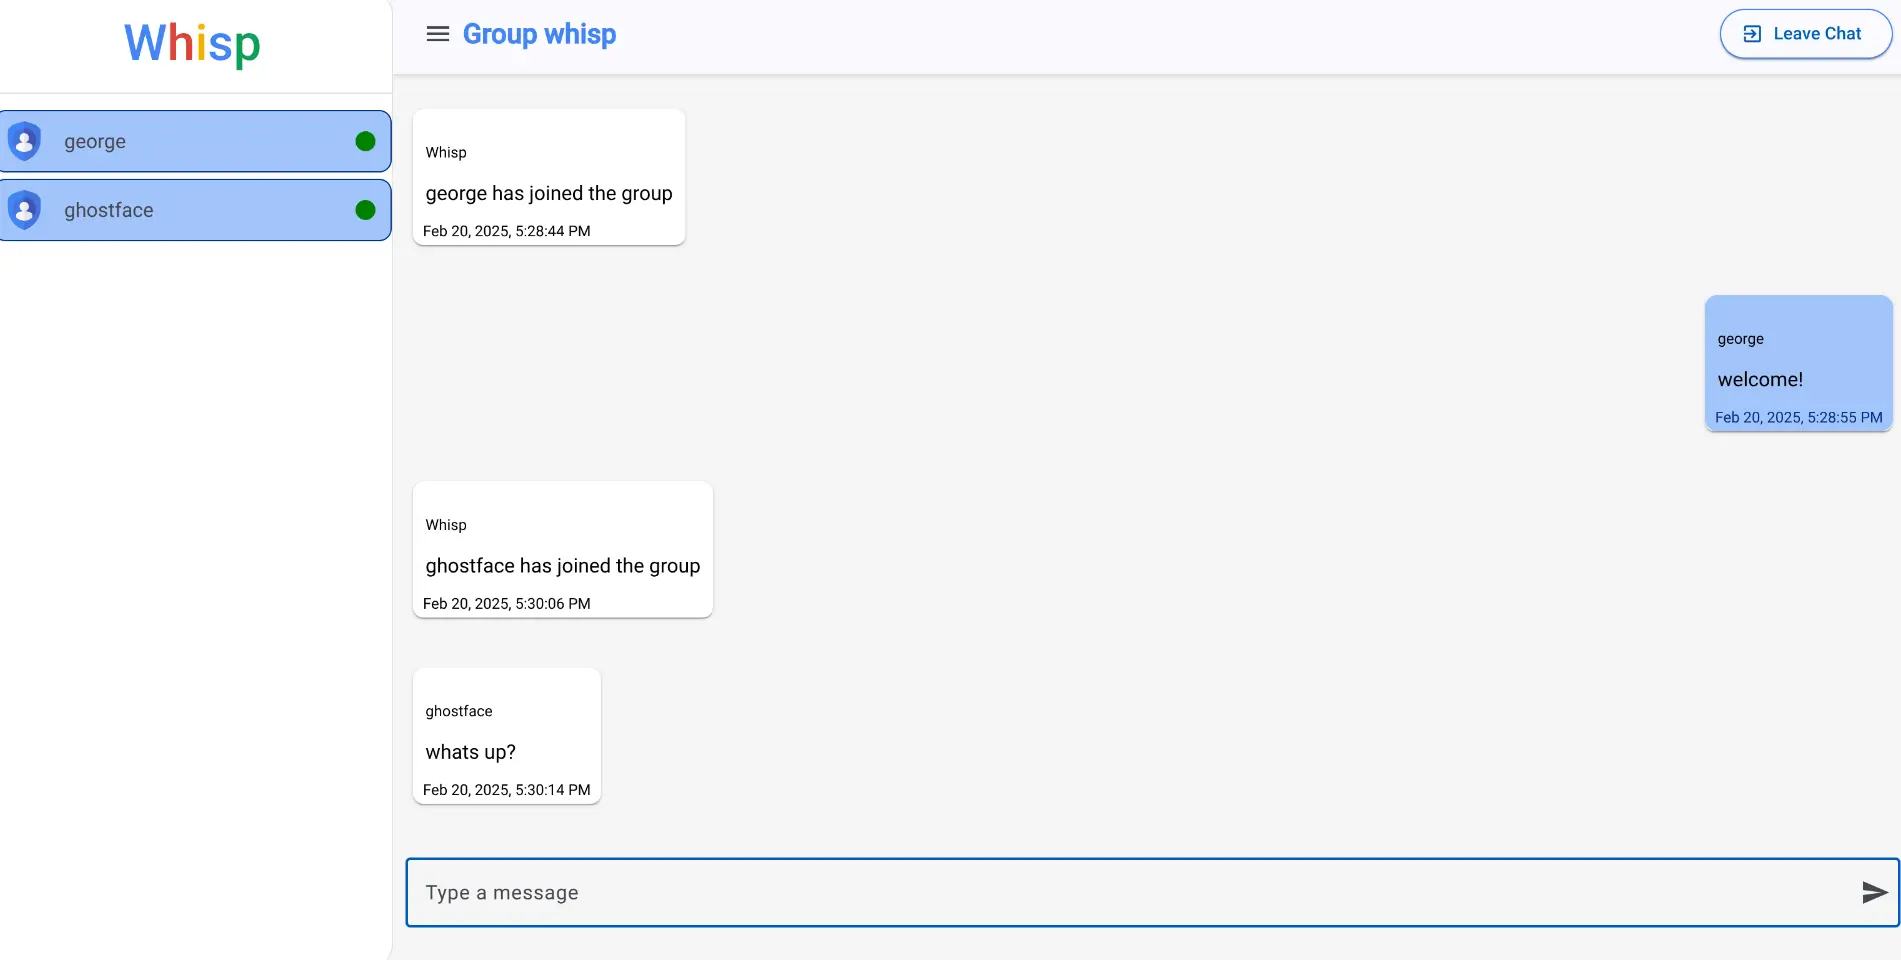 Whisp
george
ghostface
Group whisp
Leave Chat
Whisp
george has joined the group
Feb 20, 2025, 5:28:44 PM
george
welcome!
Feb 20, 2025, 5:28:55 PM
Whisp
ghostface has joined the group
Feb 20, 2025, 5:30:06 PM
ghostface
whats up?
Feb 20, 2025, 5:30:14 PM
Type a message